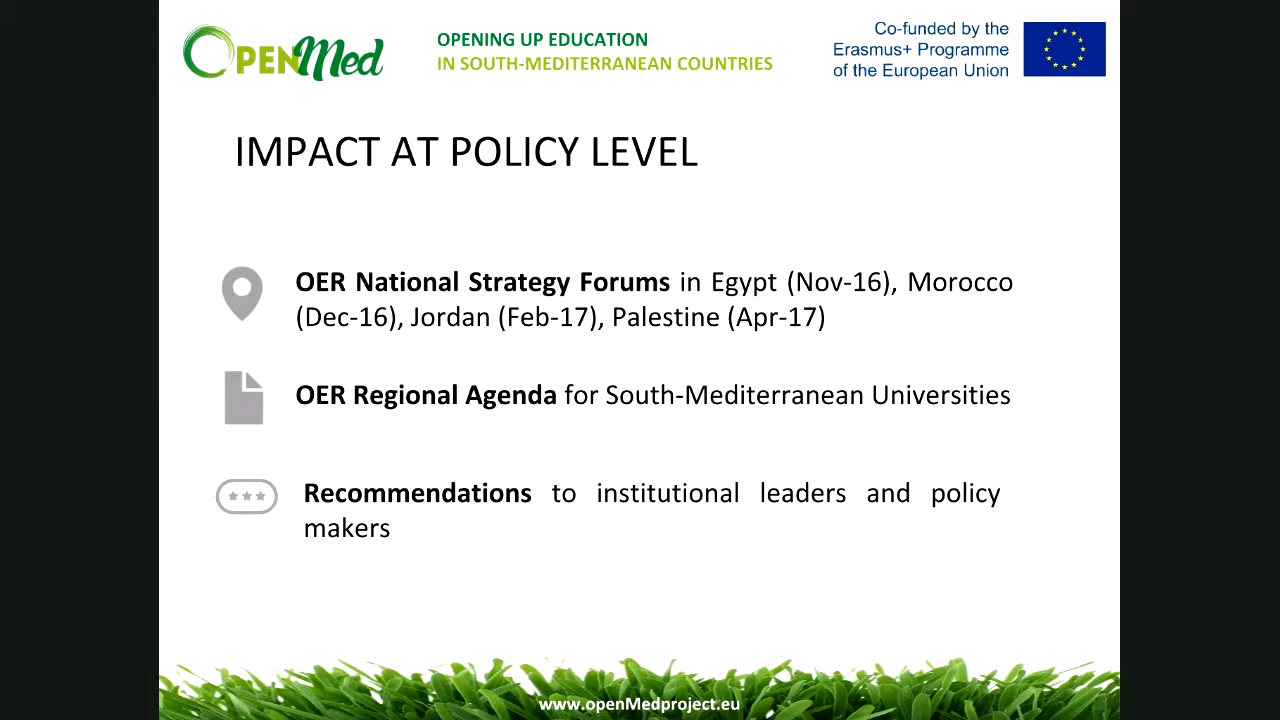 OPENMed
OPENING UP EDUCATION
IN SOUTH-MEDITERRANEAN COUNTRIES
Co-funded by the
Erasmus+ Programme
of the European Union
IMPACT AT POLICY LEVEL
OER National Strategy Forums in Egypt (Nov-16), Morocco
(Dec-16), Jordan (Feb-17), Palestine (Apr-17)
OER Regional Agenda for South-Mediterranean Universities
Recommendations to institutional leaders and policy
makers
www.openMedproject.eu